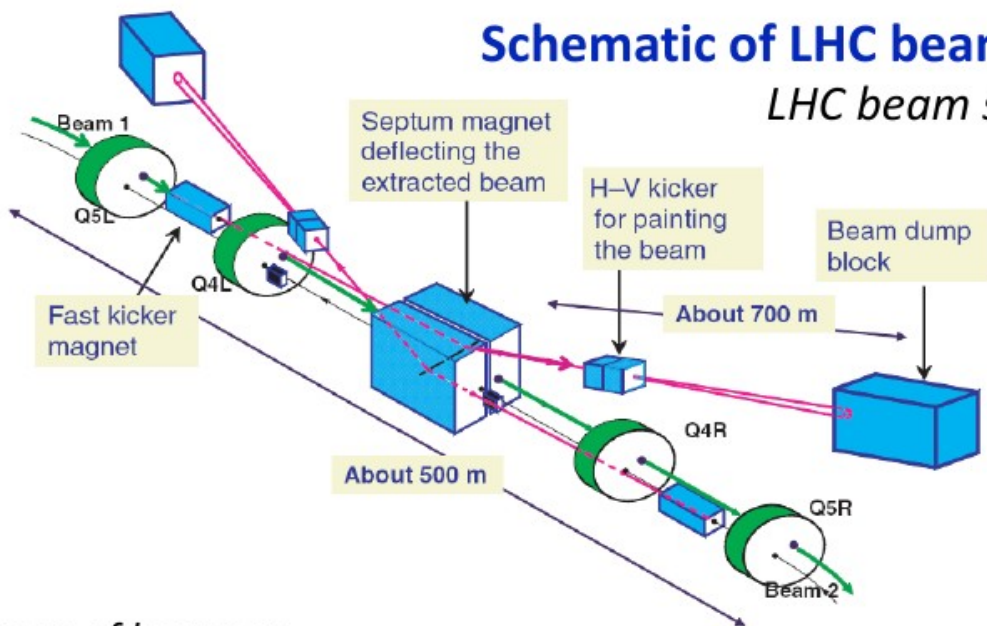 Schematic of LHC bear
LHC beam s
Beam 1
Septum magnet
deflecting the
extracted beam
H–V kicker
for painting
the beam
Beam dump
block
Q5L
Q4L
Fast kicker
magnet
About 700 m
Q4R
About 500 m
Q5R
Beam 2